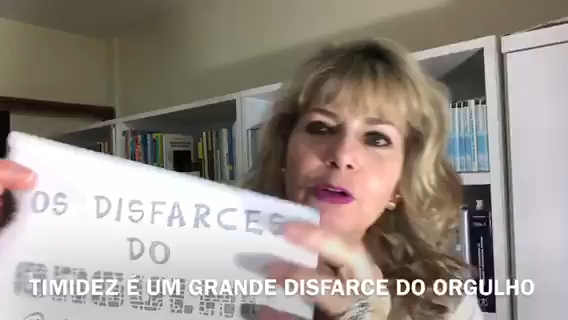 OS DISFARCES
DO
TIMIDEZ É UM GRANDE DISFARCE DO ORGULHO